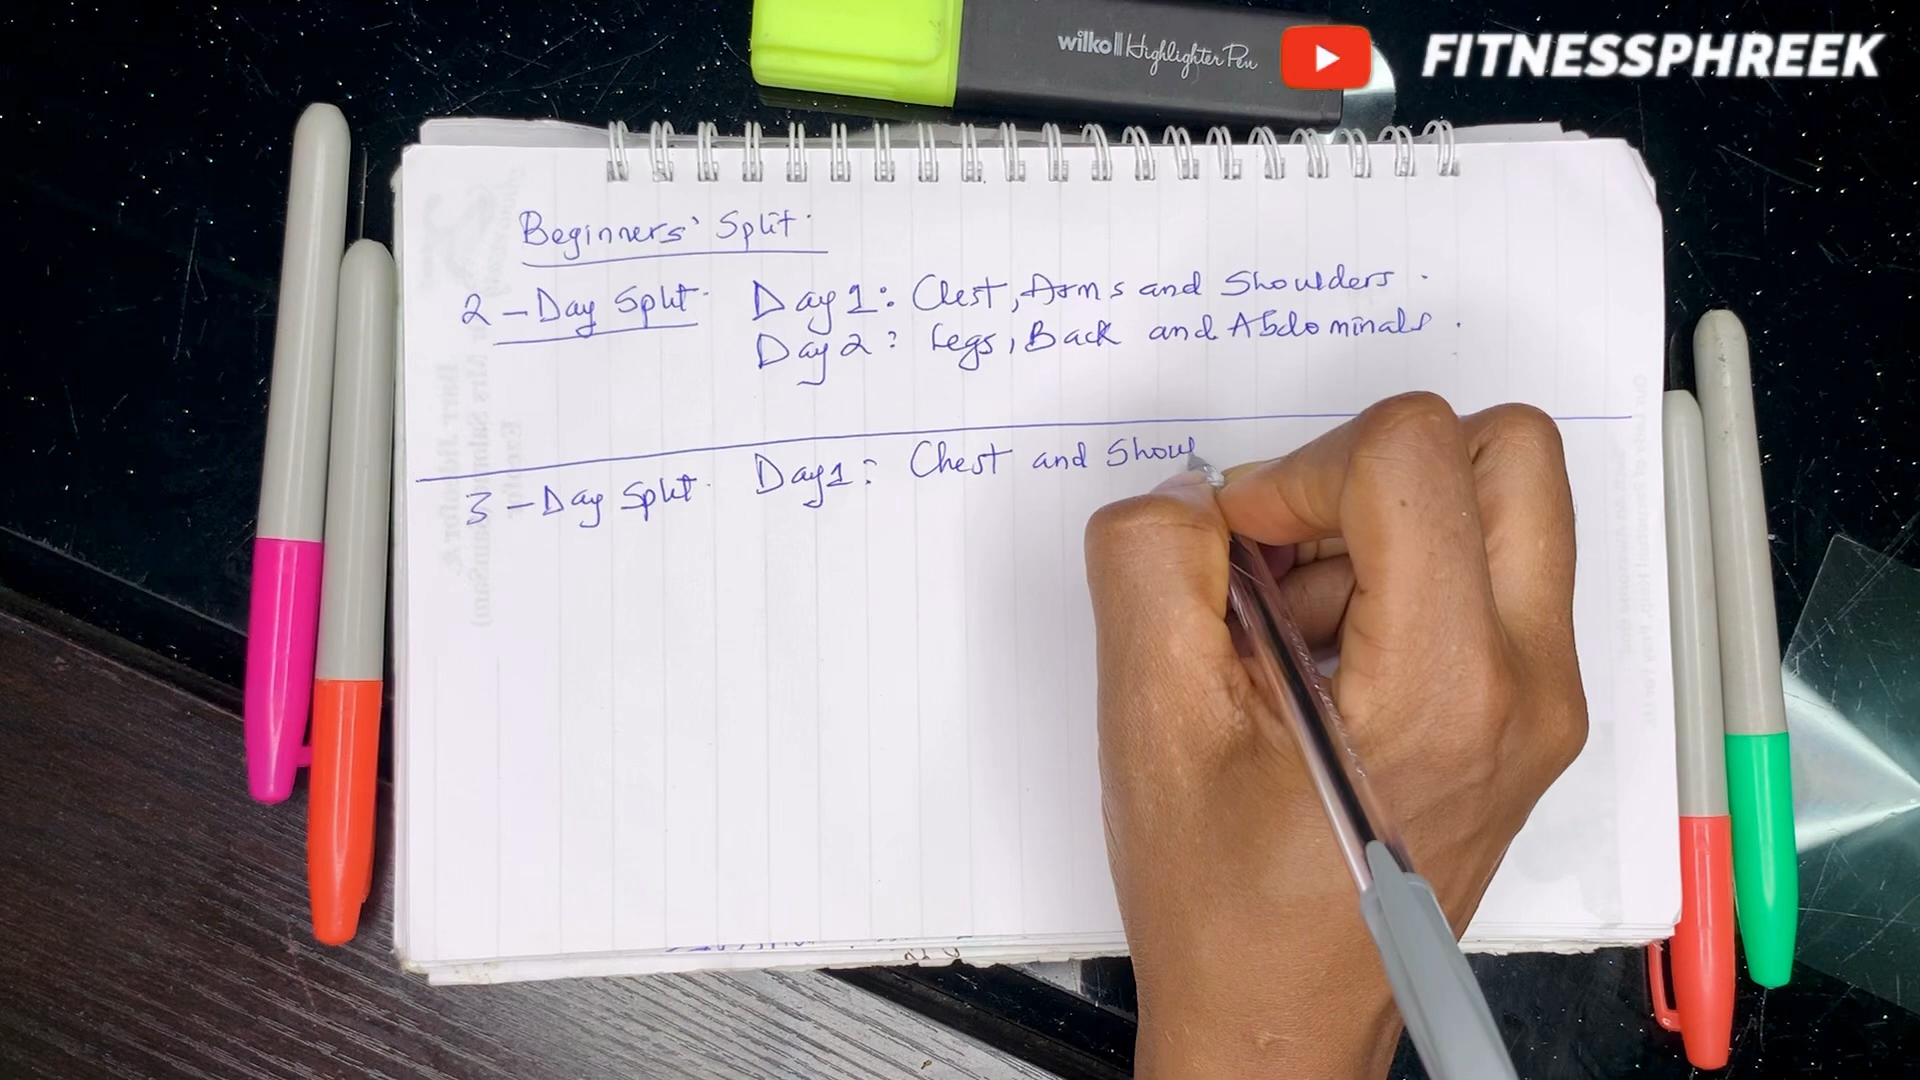 FITNESSPHREEK
wilko Highlighter Pen
Beginners' Split.
2-Day Split. Day 1: Chest, Arms and Shoulders.
Day 2: Legs, Back and Abdominals.
3-Day Split. Day 1: Chest and Shoul